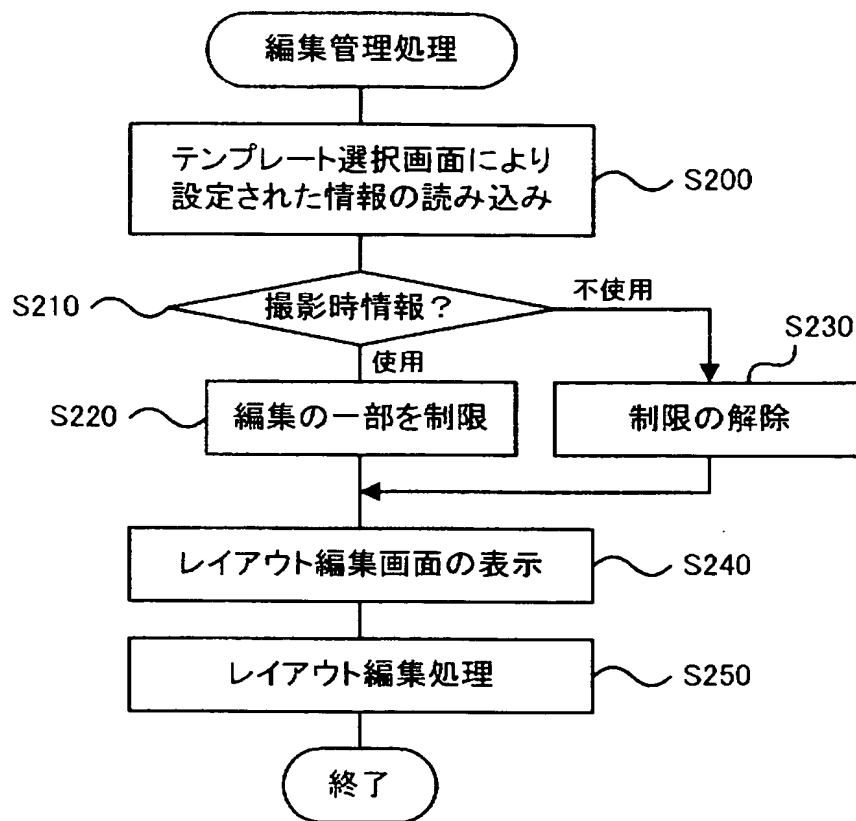 編集管理処理
テンプレート選択画面により
設定された情報の読み込み
S200
S210
撮影時情報？
不使用
使用
S230
S220
編集の一部を制限
制限の解除
レイアウト編集画面の表示
S240
レイアウト編集処理
S250
終了